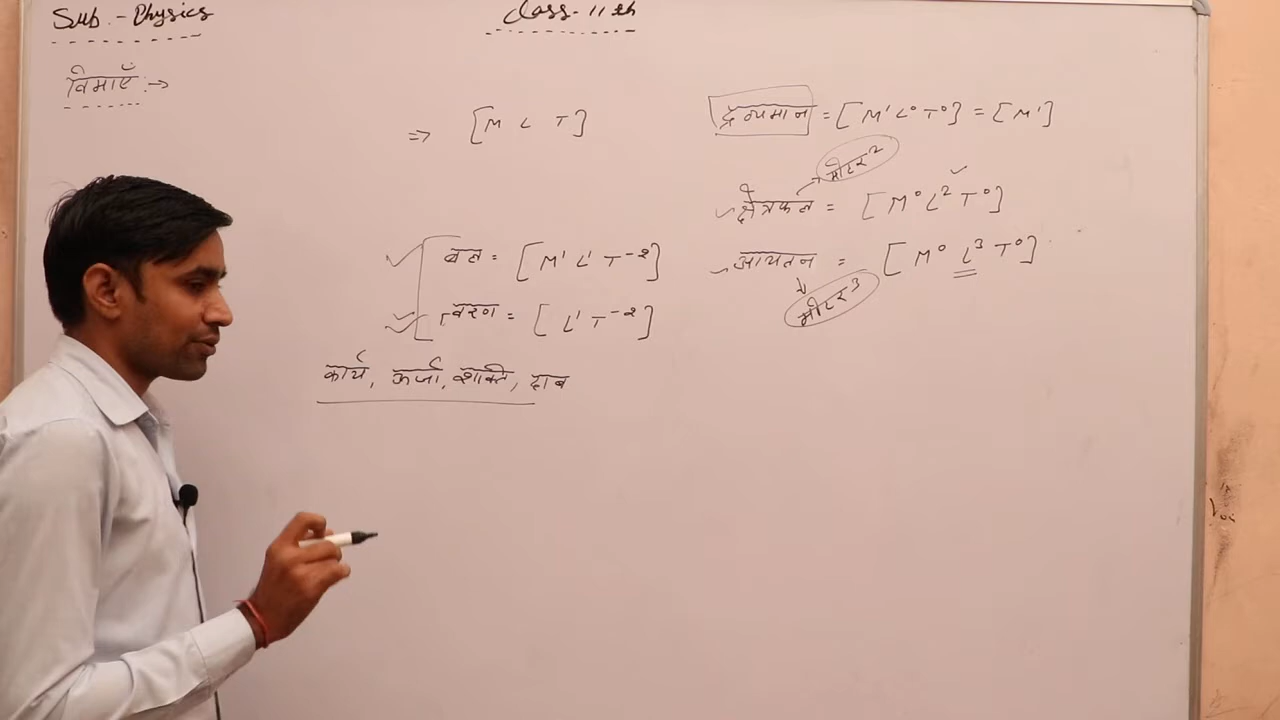 Sub. - Physics
Class - 11th
विमाएँ :→
⇒ [M L T]
द्रव्यमान = [M¹ L⁰ T⁰] = [M¹]
मीटर²
क्षेत्रफल = [M⁰ L² T⁰]
बल = [M¹ L¹ T⁻²]
आयतन = [M⁰ L³ T⁰]
मीटर³
त्वरण = [L¹ T⁻²]
कार्य, ऊर्जा, शक्ति, दाब